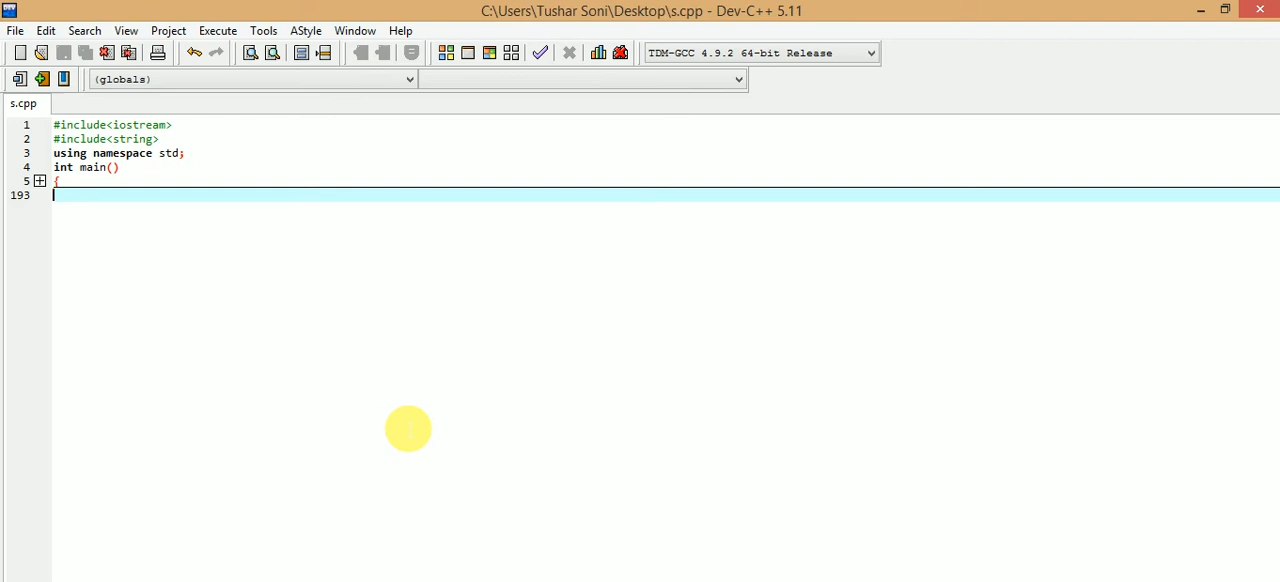 C:\Users\Tushar Soni\Desktop\s.cpp - Dev-C++ 5.11
File Edit Search View Project Execute Tools AStyle Window Help
TDM-GCC 4.9.2 64-bit Release
(globals)
s.cpp
1 #include<iostream>
2 #include<string>
3 using namespace std;
4 int main()
5 {
193